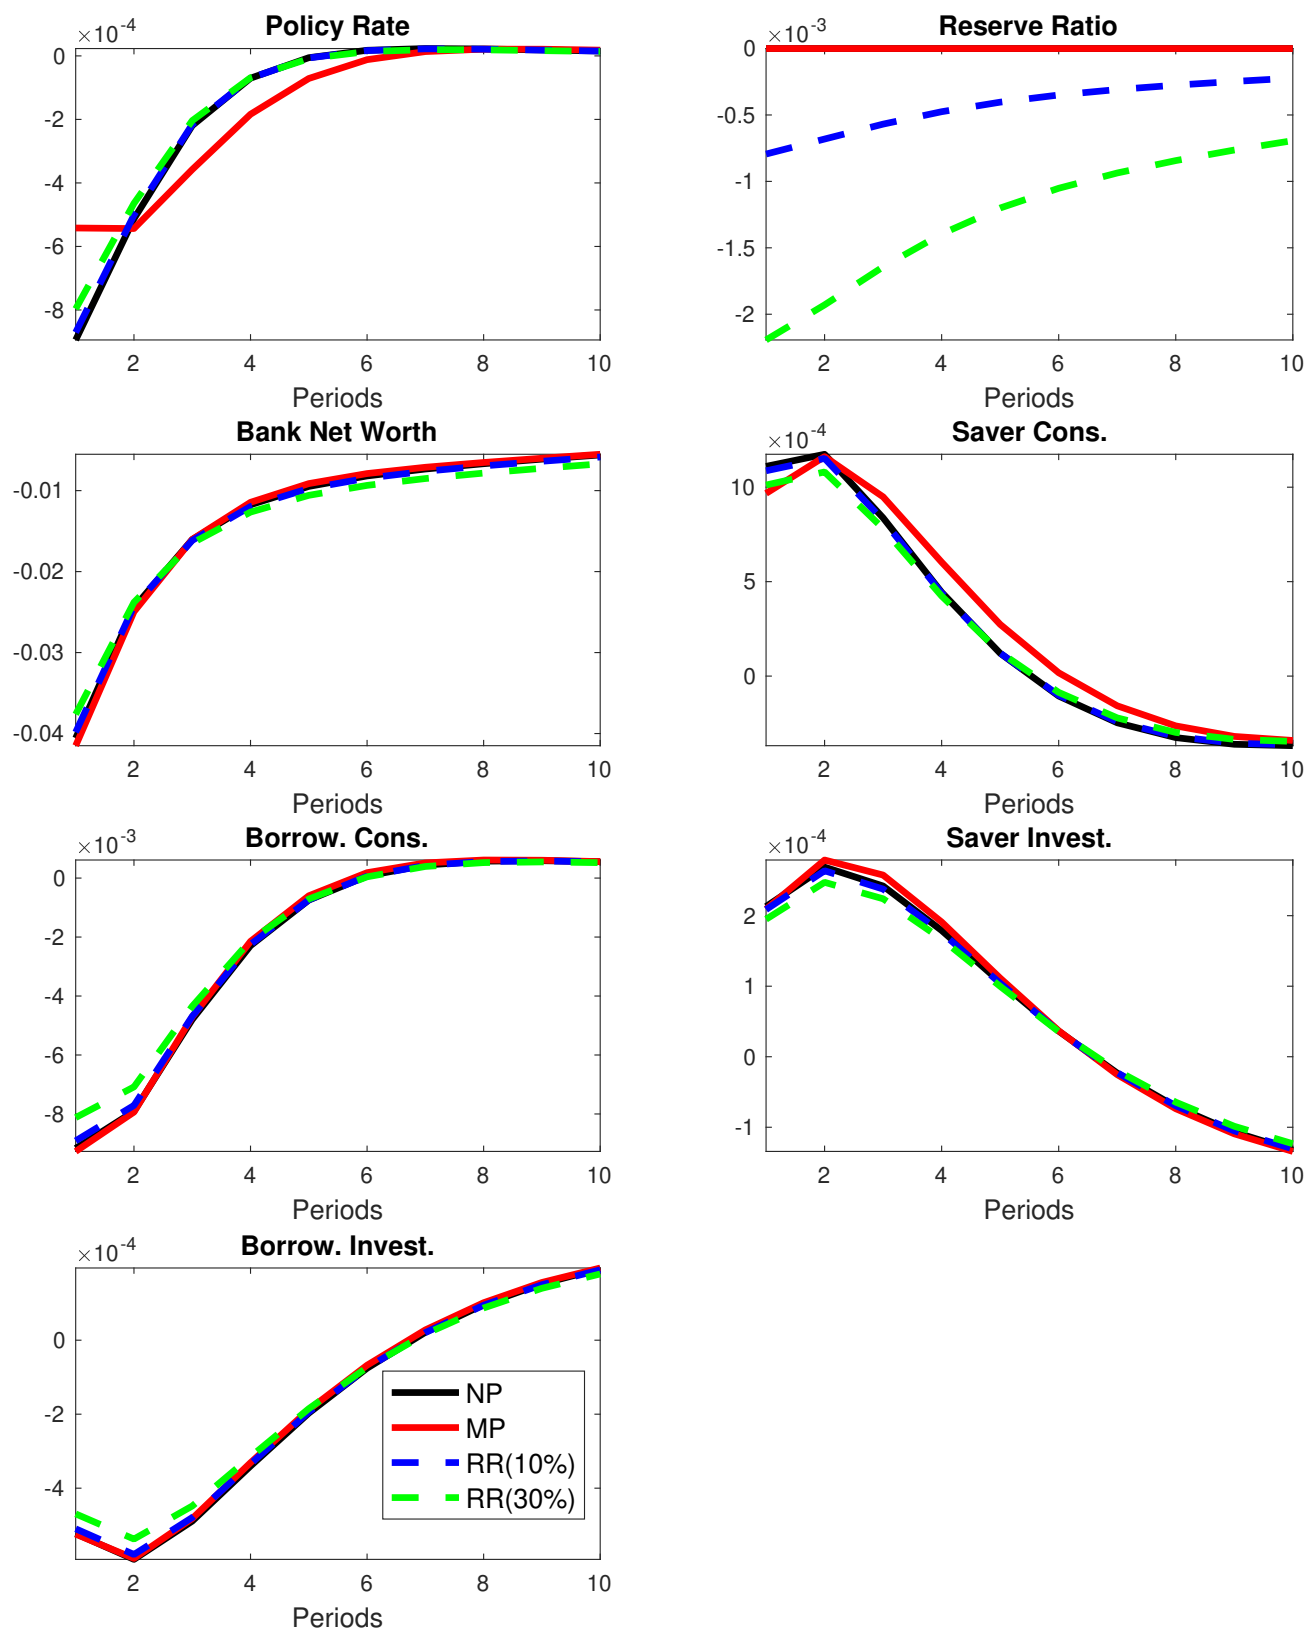 Policy Rate
×10-4
0
-2
-4
-6
-8
2 4 6 8 10
Periods
Reserve Ratio
×10-3
0
-0.5
-1
-1.5
-2
2 4 6 8 10
Periods
Bank Net Worth
-0.01
-0.02
-0.03
-0.04
2 4 6 8 10
Periods
Saver Cons.
×10-4
10
5
0
2 4 6 8 10
Periods
Borrow. Cons.
×10-3
0
-2
-4
-6
-8
2 4 6 8 10
Periods
Saver Invest.
×10-4
2
1
0
-1
2 4 6 8 10
Periods
Borrow. Invest.
×10-4
0
-2
-4
2 4 6 8 10
Periods
NP
MP
RR(10%)
RR(30%)